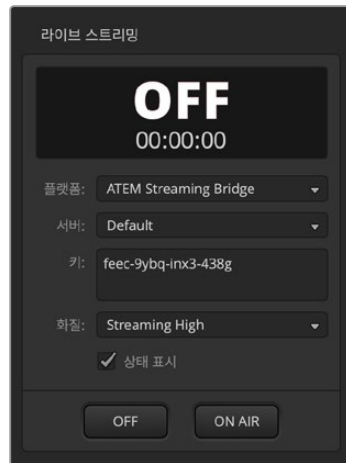 라이브 스트리밍
OFF
00:00:00
플랫폼: ATEM Streaming Bridge
서버: Default
키: feec-9ybq-inx3-438g
화질: Streaming High
상태 표시
OFF ON AIR